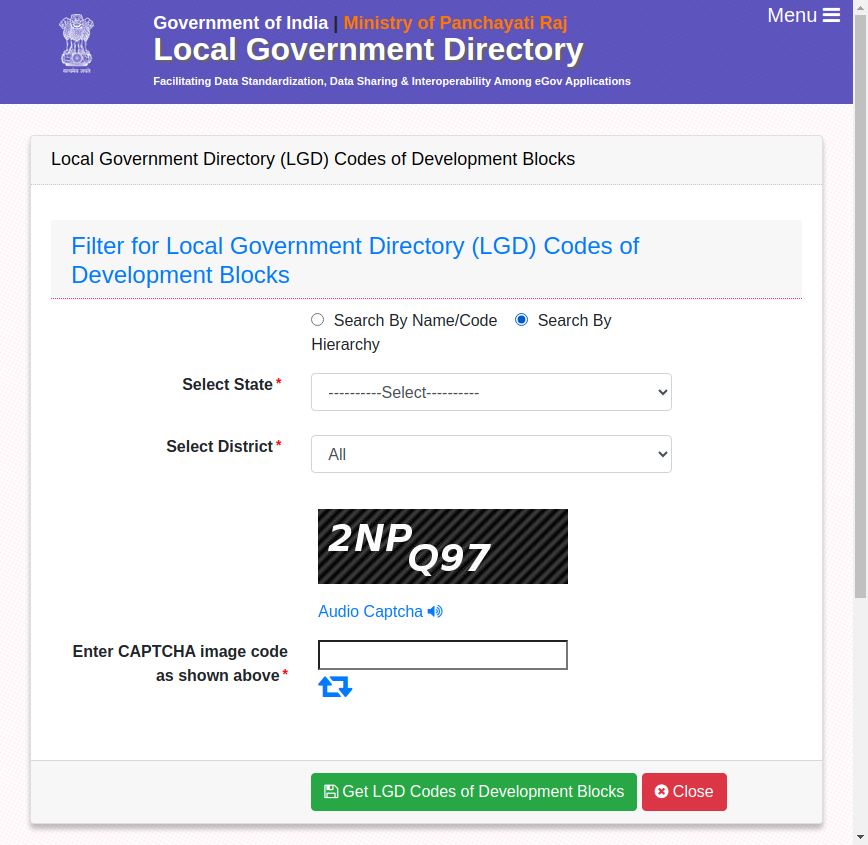 Menu
Government of India | Ministry of Panchayati Raj
Local Government Directory
Facilitating Data Standardization, Data Sharing & Interoperability Among eGov Applications
Local Government Directory (LGD) Codes of Development Blocks
Filter for Local Government Directory (LGD) Codes of
Development Blocks
Search By Name/Code Search By
Hierarchy
Select State *
----------Select----------
Select District *
All
2NPQ97
Audio Captcha
Enter CAPTCHA image code
as shown above *
Get LGD Codes of Development Blocks
Close